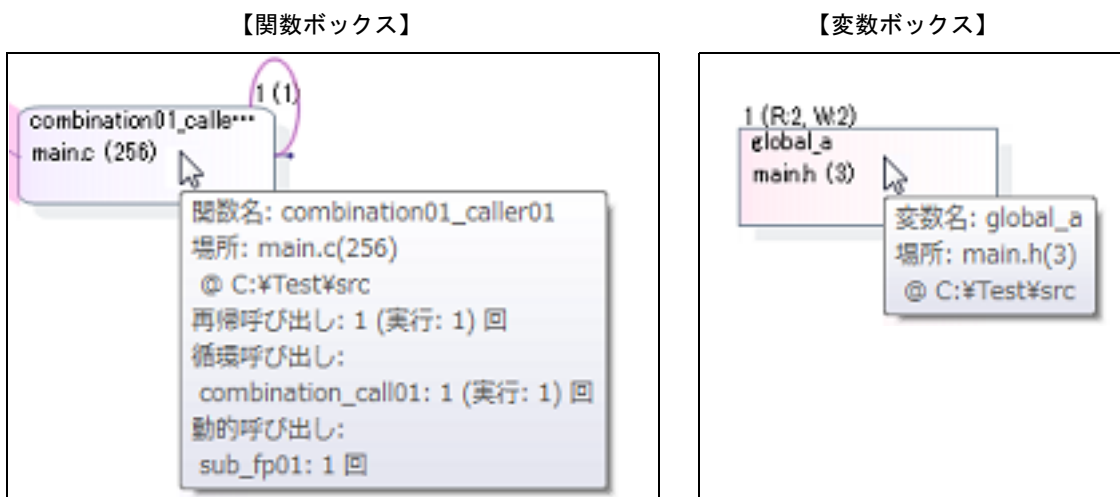 【関数ボックス】
1 (1)
combination01_calle…
main.c (256)
関数名: combination01_caller01
場所: main.c(256)
@ C:¥Test¥src
再帰呼び出し: 1 (実行: 1) 回
循環呼び出し:
combination_call01: 1 (実行: 1) 回
動的呼び出し:
sub_fp01: 1 回
【変数ボックス】
1 (R:2, W:2)
global_a
main.h (3)
変数名: global_a
場所: main.h(3)
@ C:¥Test¥src